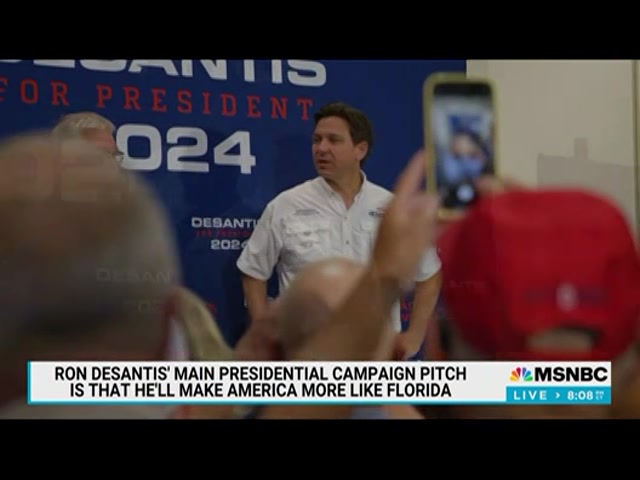 DESANTIS
FOR PRESIDENT
2024
DESANTIS
2024
DESANTIS
RON DESANTIS' MAIN PRESIDENTIAL CAMPAIGN PITCH
IS THAT HE'LL MAKE AMERICA MORE LIKE FLORIDA
MSNBC
LIVE > 8:08